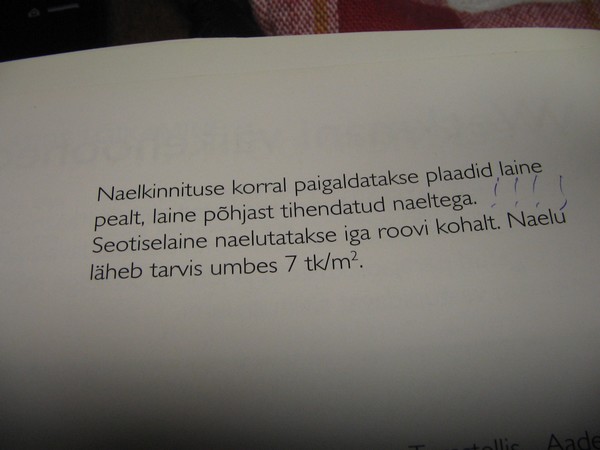 Naelkinnituse korral paigaldatakse plaadid laine
pealt, laine põhjast tihendatud naeltega. ! ! ! !
Seotiselaine naelutatakse iga roovi kohalt. Naelu
läheb tarvis umbes 7 tk/m².
Aade